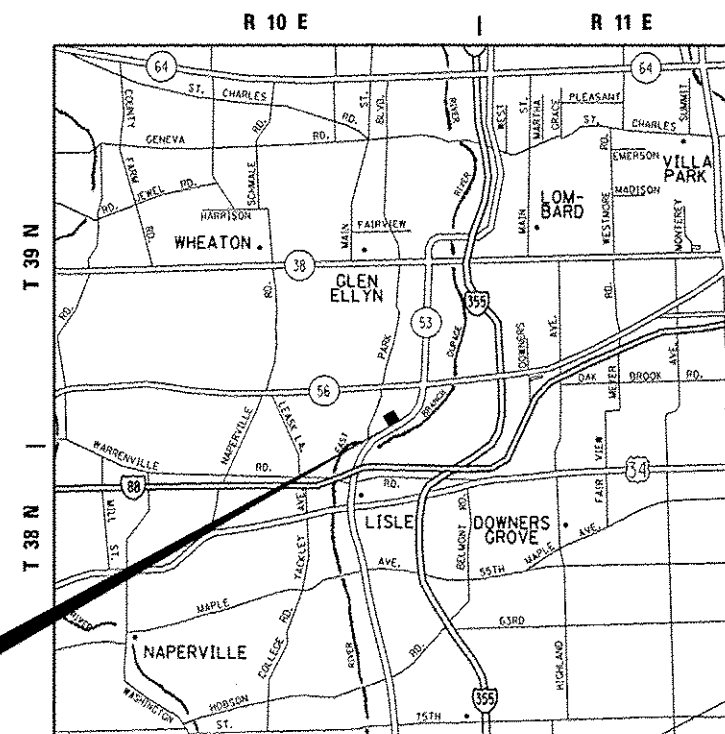 R 10 E
R 11 E
T 39 N
T 38 N
64
64
COUNTY
FARM
RD.
ST. CHARLES
RD.
ST.
BLVD.
RIVER
WEST
ST.
MARTHA
GRACE
PLEASANT
SUMMIT
ST. CHARLES
GENEVA
RD.
SCHMALE
RD.
JEWEL RD.
RD.
HARRISON
WHEATON
MAIN
FAIRVIEW
RIVER
MAIN
LOM-
BARD
RD.
EMERSON
VILLA
PARK
MADISON
WESTMORE
MONTEREY
38
GLEN
ELLYN
53
355
RD.
RD.
PARK
DUPAGE
DOWNERS
AVE.
RD.
MEYER
AVE.
56
OAK BROOK RD.
NAPERVILLE
LEASK LA.
EAST
BRANCH
WARRENVILLE
RD.
RD.
88
34
FAIR VIEW
MILL
ST.
YACKLEY
AVE.
LISLE
BELMONT RD.
DOWNERS
GROVE
MAPLE AVE.
MAPLE
AVE.
55TH
RIVER
COLLEGE RD.
63RD
NAPERVILLE
RIVER
RD.
HIGHLAND
WASHINGTON
HOBSON
ST.
355
75TH